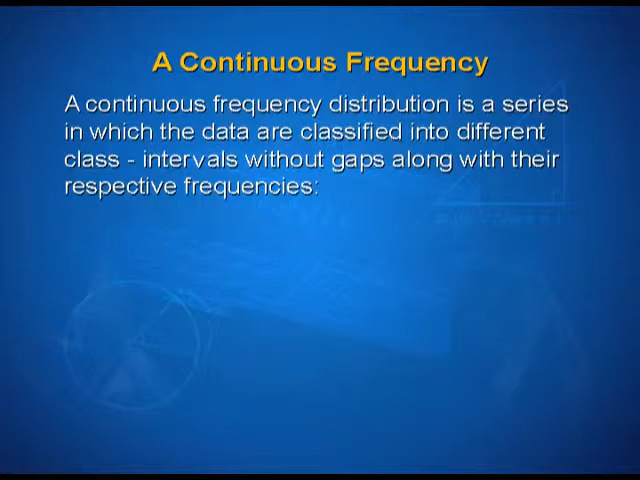 A Continuous Frequency
A continuous frequency distribution is a series
in which the data are classified into different
class - intervals without gaps along with their
respective frequencies: